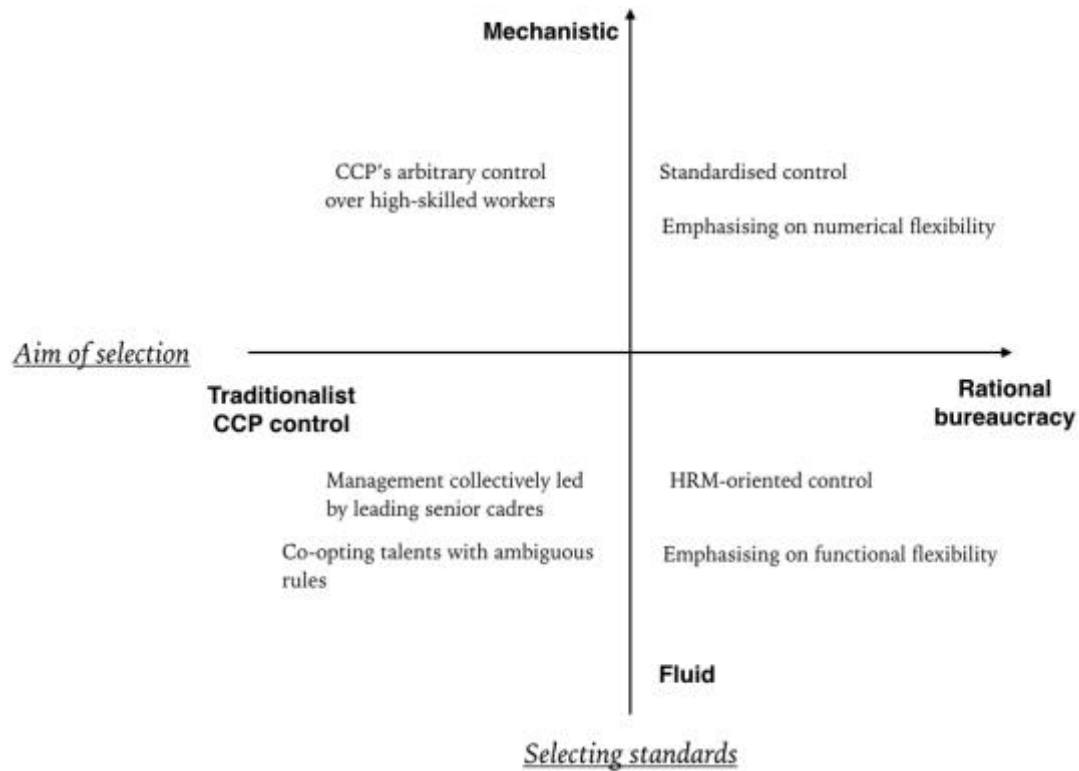 Mechanistic
CCP's arbitrary control
over high-skilled workers
Standardised control
Emphasising on numerical flexibility
Aim of selection
Traditionalist
CCP control
Rational
bureaucracy
Management collectively led
by leading senior cadres
Co-opting talents with ambiguous
rules
HRM-oriented control
Emphasising on functional flexibility
Fluid
Selecting standards